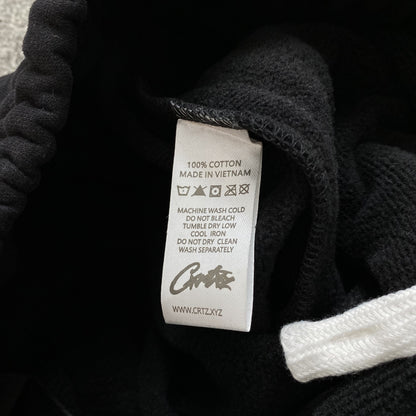 100% COTTON
MADE IN VIETNAM
MACHINE WASH COLD
DO NOT BLEACH
TUMBLE DRY LOW
COOL IRON
DO NOT DRY CLEAN
WASH SEPARATELY
Crtz
WWW.CRTZ.XYZ